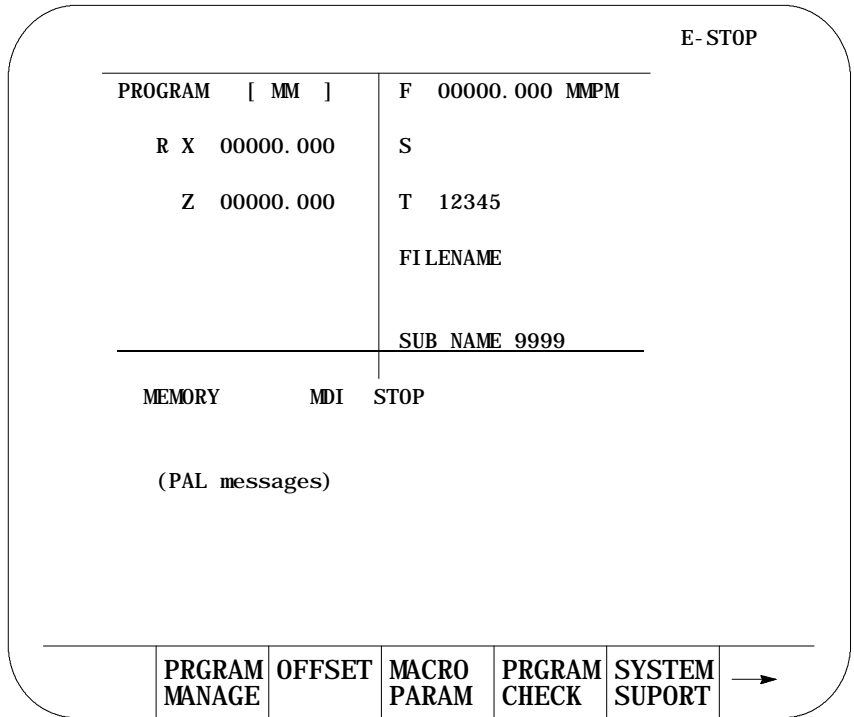 E-STOP
PROGRAM [ MM ] F 00000.000 MMPM
R X 00000.000 S
Z 00000.000 T 12345
FILENAME
SUB NAME 9999
MEMORY MDI STOP
(PAL messages)
PRGRAM OFFSET MACRO PRGRAM SYSTEM
MANAGE PARAM CHECK SUPORT